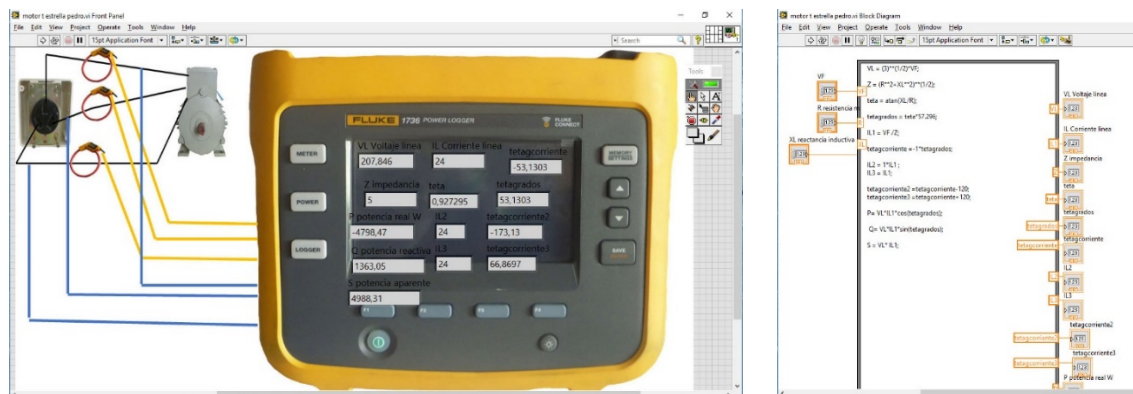 motor t estrella pedro.vi Front Panel
File Edit View Project Operate Tools Window Help
15pt Application Font
Search
Tools
FLUKE 1736 POWER LOGGER
FLUKE CONNECT
METER
POWER
LOGGER
MEMORY SETTINGS
SAVE
VL Voltaje linea
207,846
IL Corriente linea
24
tetagcorriente
-53,1303
Z impedancia
5
teta
0,927295
tetagrados
53,1303
P potencia real W
-4798,47
IL2
24
tetagcorriente2
-173,13
Q potencia reactiva
1363,05
IL3
24
tetagcorriente3
66,8697
S potencia aparente
4988,31
F1
F2
F3
F4
motor t estrella pedro.vi Block Diagram
File Edit View Project Operate Tools Window Help
15pt Application Font
VF
R resistencia
XL reactancia inductiva
VL = (3)**(1/2)*VF;
Z = (R**2+XL**2)**(1/2);
teta = atan(XL/R);
tetagrados = teta*57.296;
IL1 = VF /Z;
tetagcorriente =-1*tetagrados;
IL2 = 1*IL1 ;
IL3 = IL1;
tetagcorriente2 =tetagcorriente-120;
tetagcorriente3 =tetagcorriente+120;
P= VL*IL1*cos(tetagrados);
Q= VL*IL1*sin(tetagrados);
S = VL* IL1;
VL Voltaje linea
IL Corriente linea
Z impedancia
teta
teta
tetagrados
tetagrados
tetagcorriente
tetagcorriente
IL2
IL3
tetagcorriente2
tetagcorriente3
P potencia real W